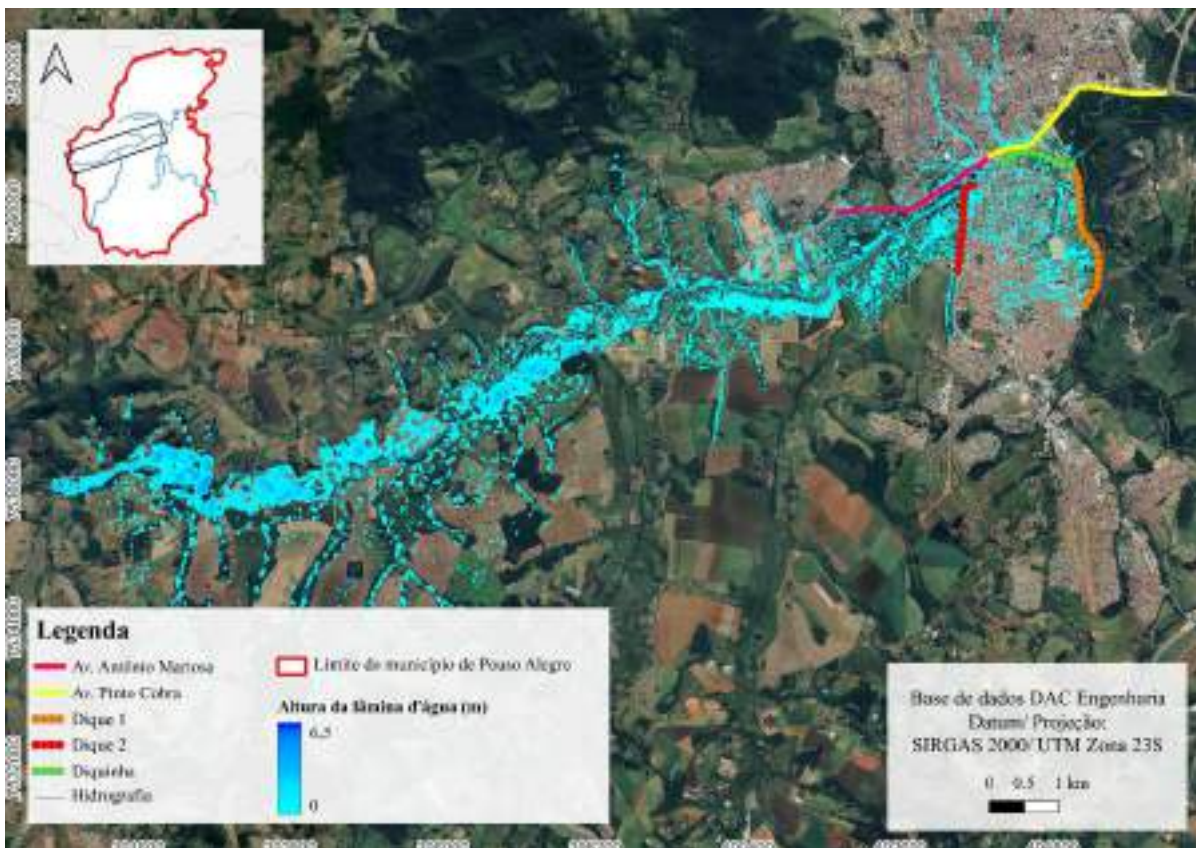 Legenda
Av. Antônio Mariosa
Av. Pinto Cobra
Dique 1
Dique 2
Diquinha
Hidrografia
Limite do município de Pouso Alegre
Altura da lâmina d'água (m)
6.5
0
Base de dados DAC Engenharia
Datum/ Projeção:
SIRGAS 2000/ UTM Zona 23S
0 0.5 1 km